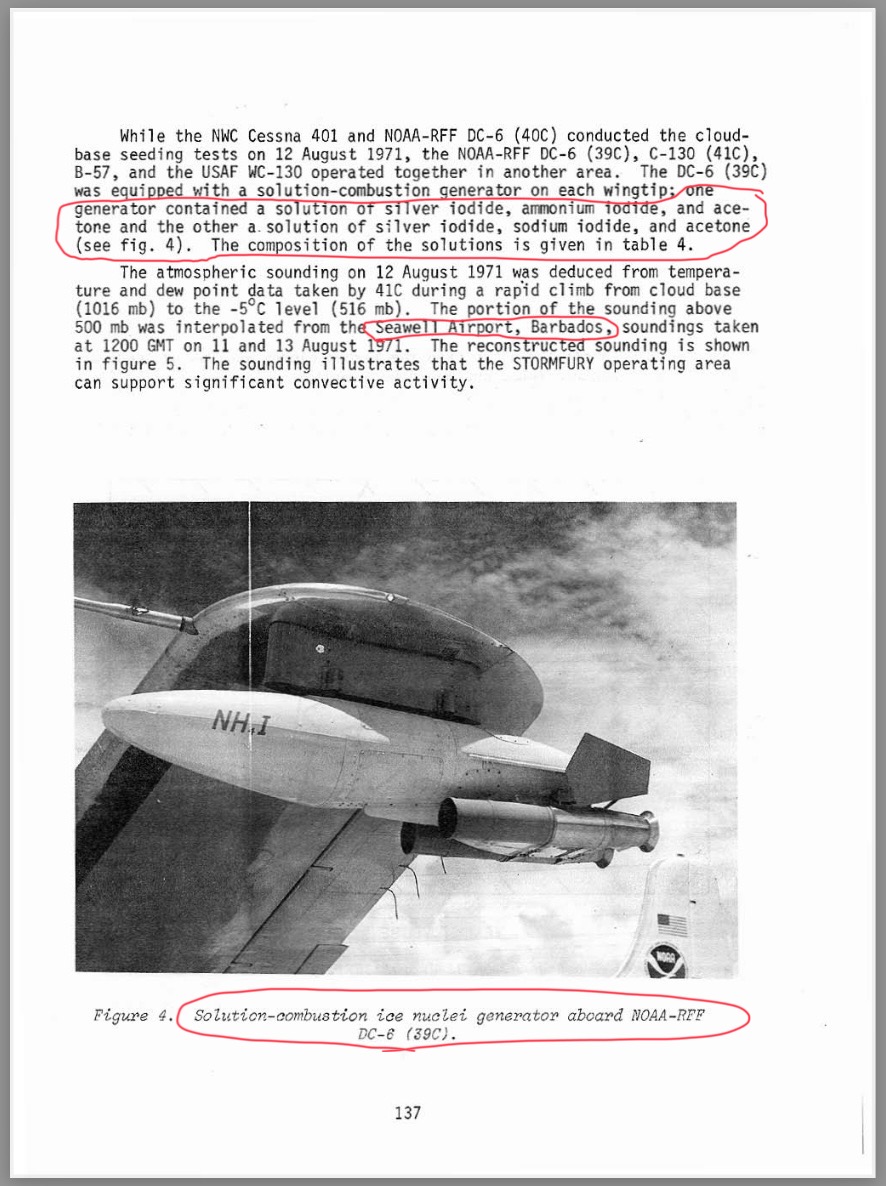 While the NWC Cessna 401 and NOAA-RFF DC-6 (40C) conducted the cloud-
base seeding tests on 12 August 1971, the NOAA-RFF DC-6 (39C), C-130 (41C),
B-57, and the USAF WC-130 operated together in another area. The DC-6 (39C)
was equipped with a solution-combustion generator on each wingtip; one
generator contained a solution of silver iodide, ammonium iodide, and ace-
tone and the other a solution of silver iodide, sodium iodide, and acetone
(see fig. 4). The composition of the solutions is given in table 4.
The atmospheric sounding on 12 August 1971 was deduced from tempera-
ture and dew point data taken by 41C during a rapid climb from cloud base
(1016 mb) to the -5°C level (516 mb). The portion of the sounding above
500 mb was interpolated from the Seawell Airport, Barbados, soundings taken
at 1200 GMT on 11 and 13 August 1971. The reconstructed sounding is shown
in figure 5. The sounding illustrates that the STORMFURY operating area
can support significant convective activity.
NH₄I
NOAA
Figure 4. Solution-combustion ice nuclei generator aboard NOAA-RFF
DC-6 (39C).
137